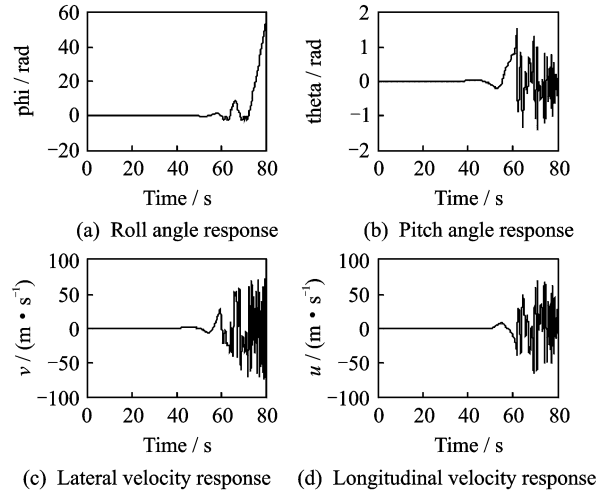 60
40
20
0
−20
phi / rad
0 20 40 60 80
Time / s
(a) Roll angle response
2
1
0
−1
−2
theta / rad
0 20 40 60 80
Time / s
(b) Pitch angle response
100
50
0
−50
−100
v / (m • s⁻¹)
0 20 40 60 80
Time / s
(c) Lateral velocity response
100
50
0
−50
−100
u / (m • s⁻¹)
0 20 40 60 80
Time / s
(d) Longitudinal velocity response